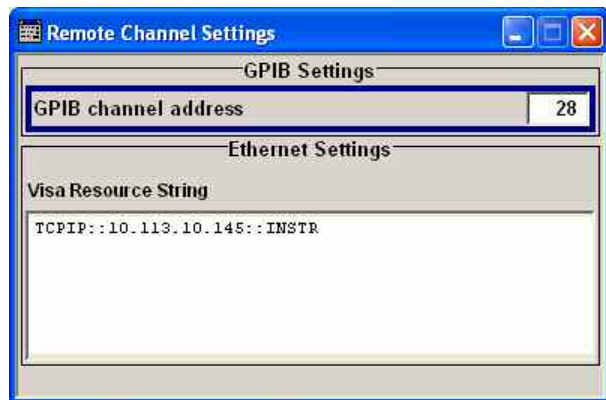 Remote Channel Settings
GPIB Settings
GPIB channel address 28
Ethernet Settings
Visa Resource String
TCPIP::10.113.10.145::INSTR